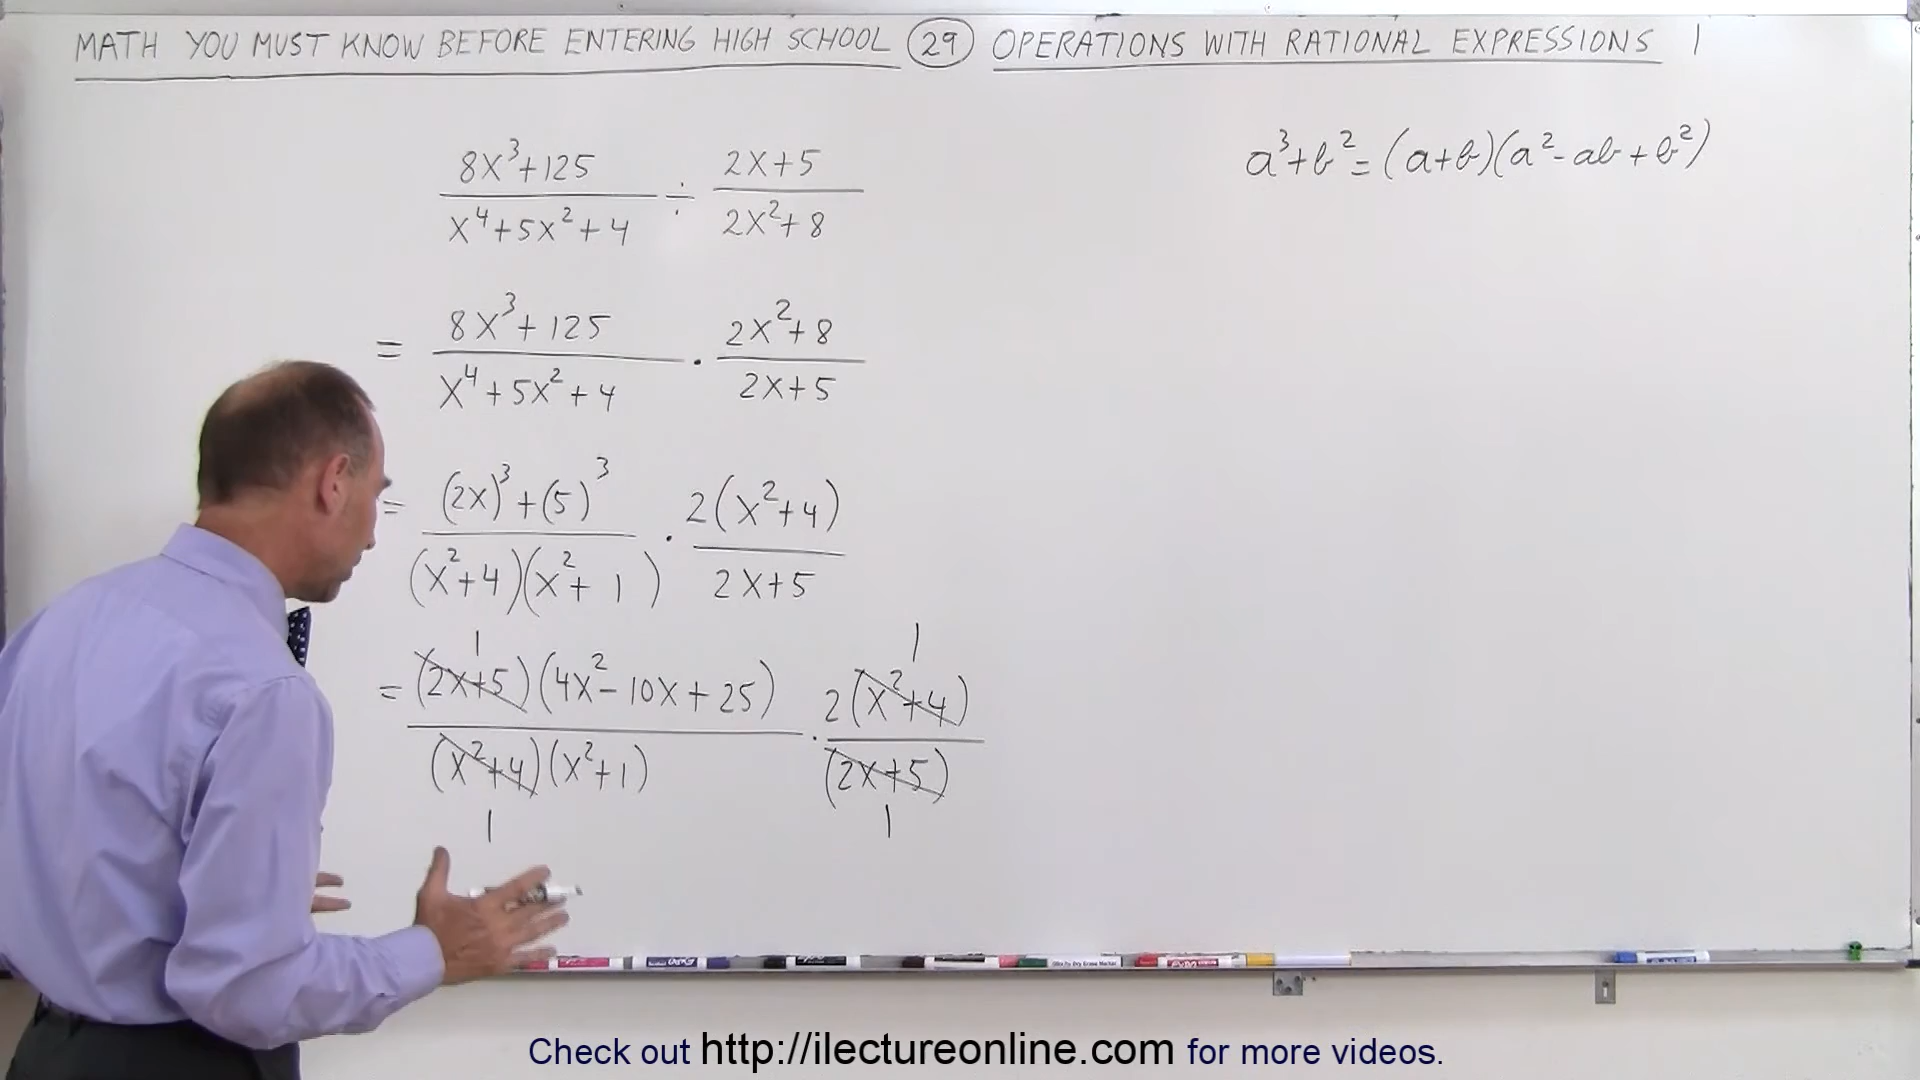 MATH YOU MUST KNOW BEFORE ENTERING HIGH SCHOOL 29 OPERATIONS WITH RATIONAL EXPRESSIONS 1
a³+b²=(a+b)(a²-ab+b²)
8X³+125 2X+5
÷
X⁴+5X²+4 2X²+8
8X³+125 2X²+8
= ·
X⁴+5X²+4 2X+5
(2X)³+(5)³ 2(X²+4)
= ·
(X²+4)(X²+1) 2X+5
1 1
=(2X+5)(4X²-10X+25) 2(X²+4)
·
(X²+4)(X²+1) (2X+5)
1 1
Check out http://ilectureonline.com for more videos.